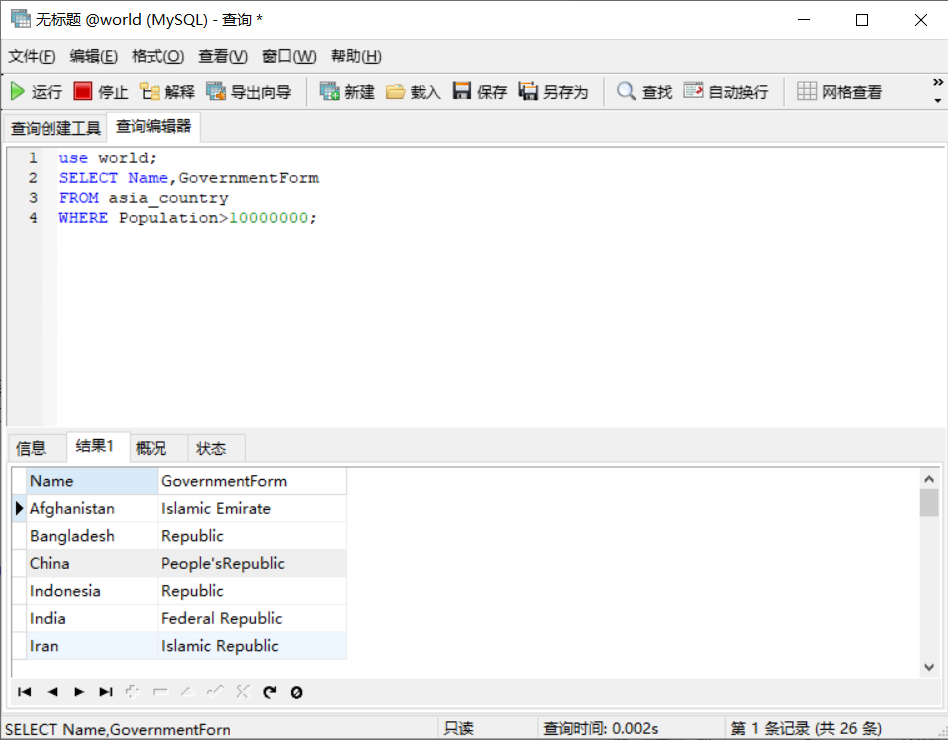 无标题 @world (MySQL) - 查询 *
文件(F) 编辑(E) 格式(O) 查看(V) 窗口(W) 帮助(H)
运行 停止 解释 导出向导 新建 载入 保存 另存为 查找 自动换行 网格查看 »
查询创建工具 查询编辑器
1 use world;
2 SELECT Name,GovernmentForm
3 FROM asia_country
4 WHERE Population>10000000;
信息 结果1 概况 状态
Name GovernmentForm
Afghanistan Islamic Emirate
Bangladesh Republic
China People'sRepublic
Indonesia Republic
India Federal Republic
Iran Islamic Republic
SELECT Name,GovernmentForn 只读 查询时间: 0.002s 第 1 条记录 (共 26 条)